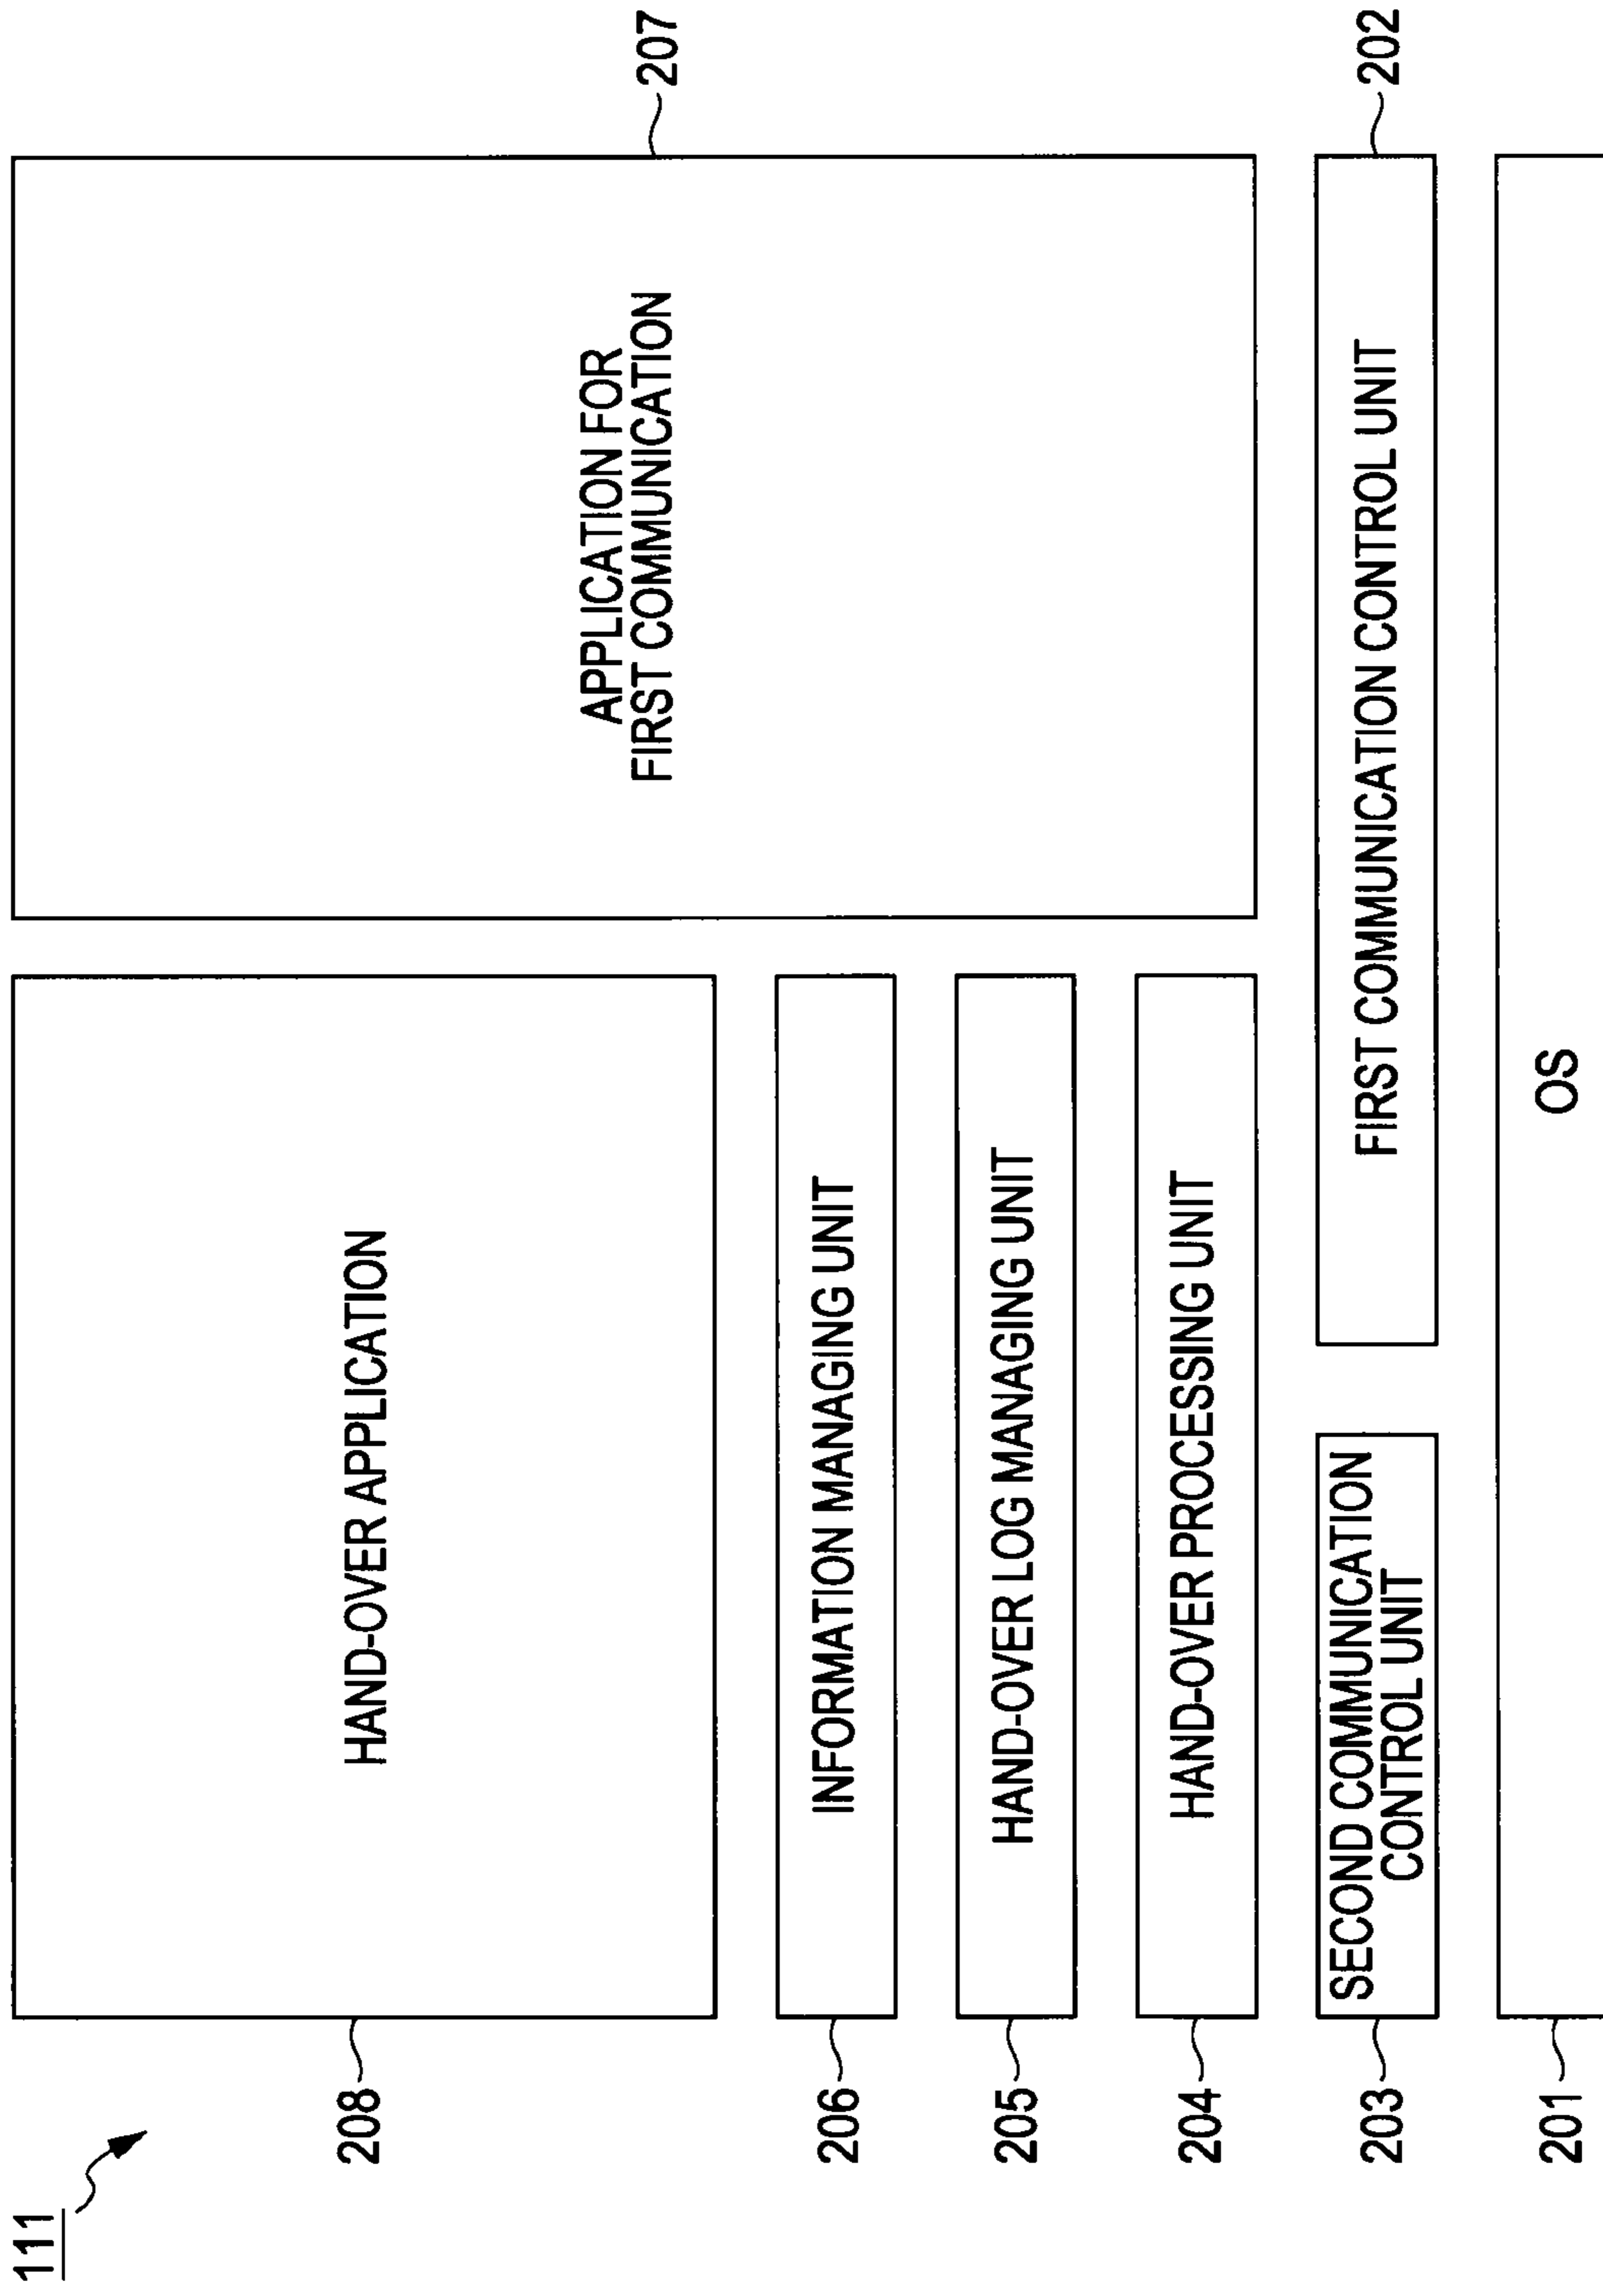 111
208
HAND-OVER APPLICATION
APPLICATION FOR
FIRST COMMUNICATION
207
206
INFORMATION MANAGING UNIT
205
HAND-OVER LOG MANAGING UNIT
204
HAND-OVER PROCESSING UNIT
203
SECOND COMMUNICATION
CONTROL UNIT
FIRST COMMUNICATION CONTROL UNIT
202
201
OS